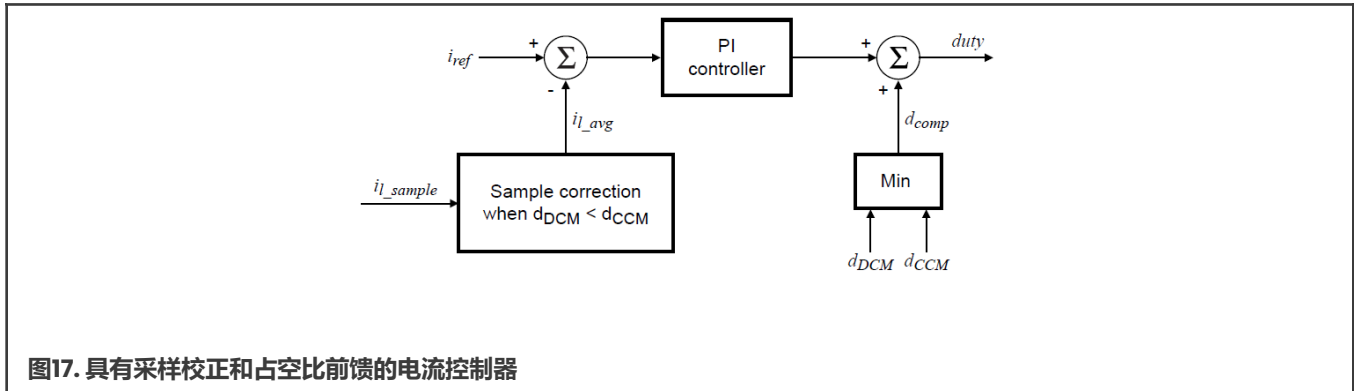 i_ref
+
Σ
-
PI
controller
+
Σ
+
duty
i_l_avg
d_comp
i_l_sample
Sample correction
when d_DCM < d_CCM
Min
d_DCM d_CCM
图17. 具有采样校正和占空比前馈的电流控制器